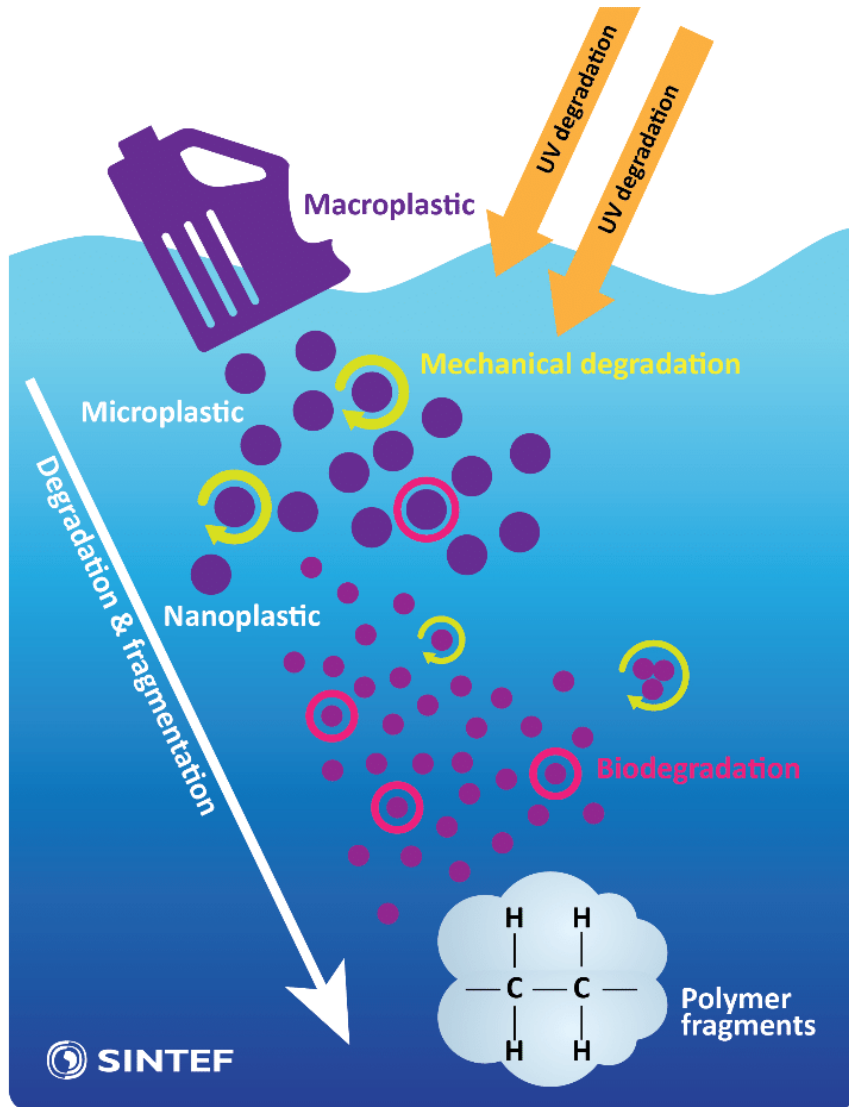 UV degradation
UV degradation
Macroplastic
Mechanical degradation
Microplastic
Degradation & fragmentation
Nanoplastic
Biodegradation
H H
C C
H H
Polymer
fragments
SINTEF